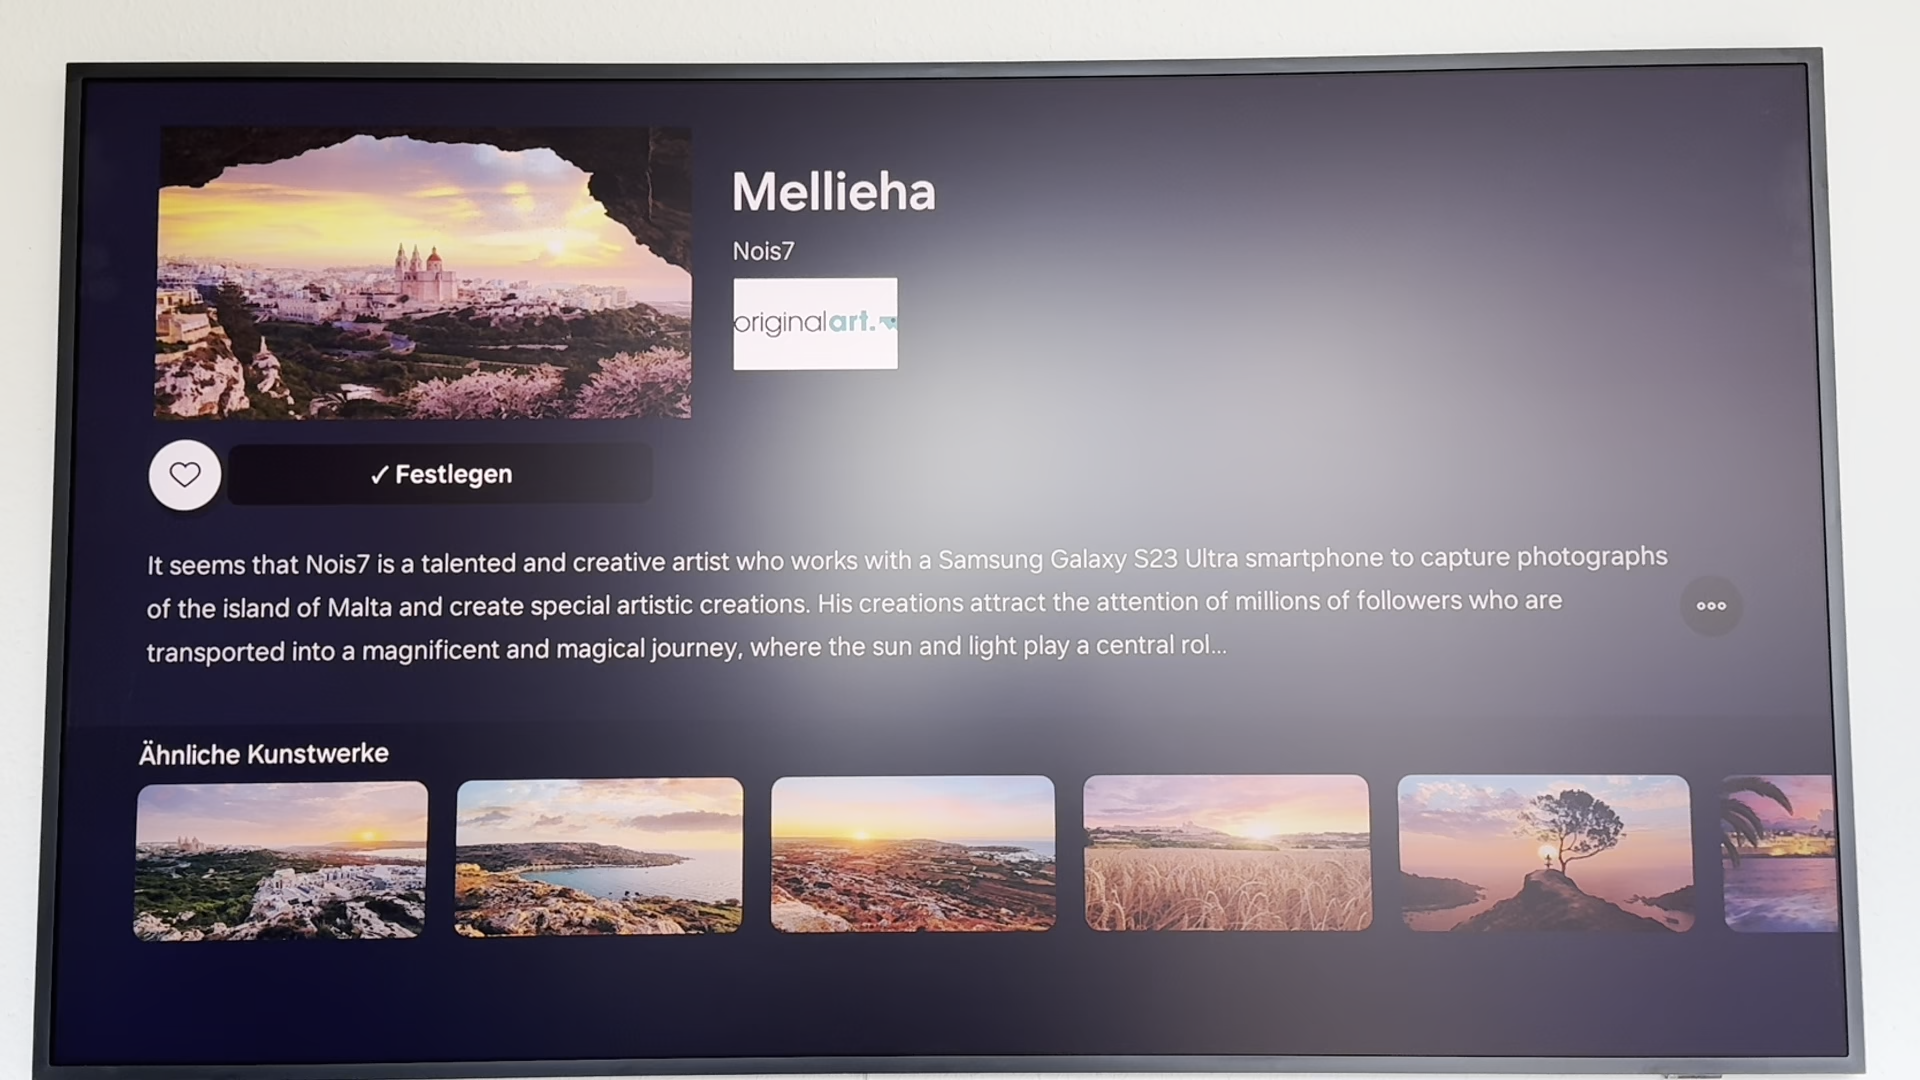 Mellieha
Nois7
originalart.
✓ Festlegen
It seems that Nois7 is a talented and creative artist who works with a Samsung Galaxy S23 Ultra smartphone to capture photographs
of the island of Malta and create special artistic creations. His creations attract the attention of millions of followers who are
transported into a magnificent and magical journey, where the sun and light play a central rol...
Ähnliche Kunstwerke